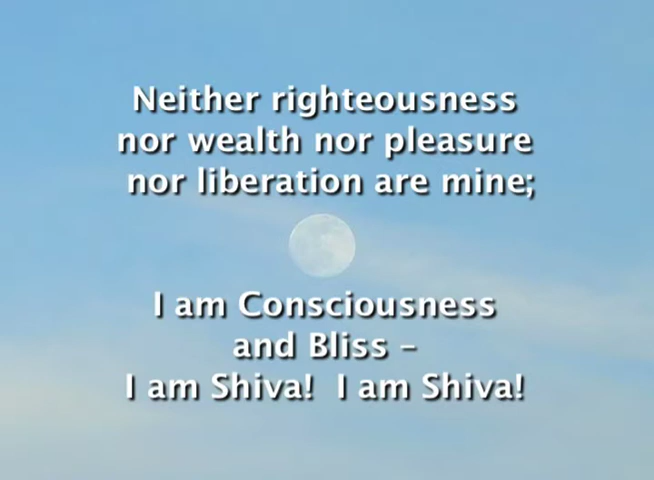 Neither righteousness
nor wealth nor pleasure
nor liberation are mine;
I am Consciousness
and Bliss –
I am Shiva!  I am Shiva!